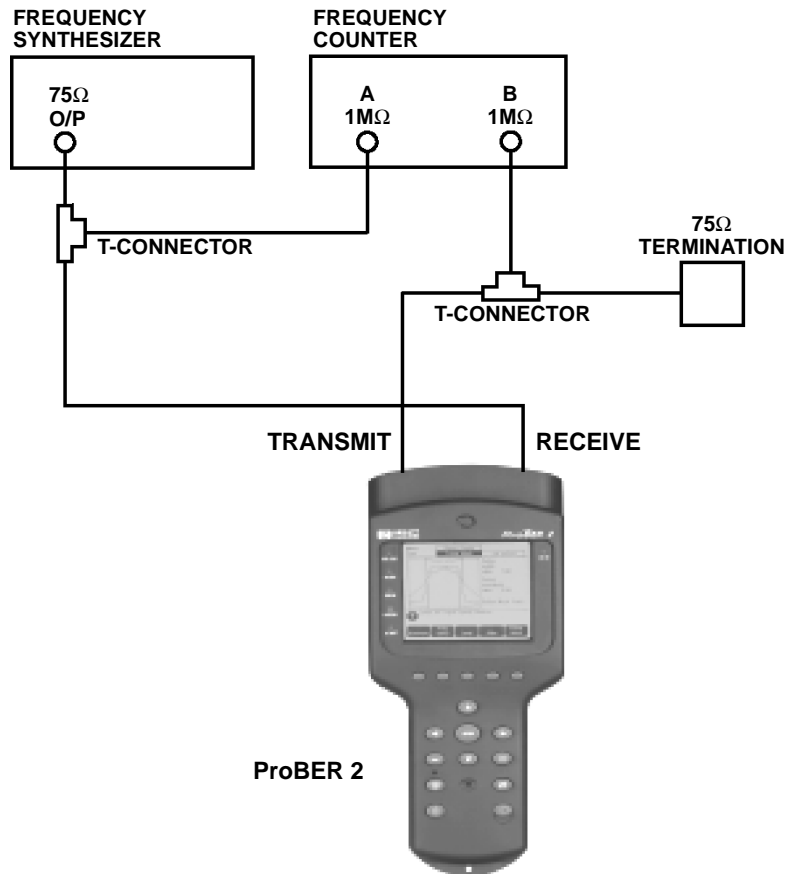 FREQUENCY
SYNTHESIZER
75Ω
O/P
FREQUENCY
COUNTER
A
1MΩ
B
1MΩ
T-CONNECTOR
75Ω
TERMINATION
T-CONNECTOR
TRANSMIT
RECEIVE
ProBER 2